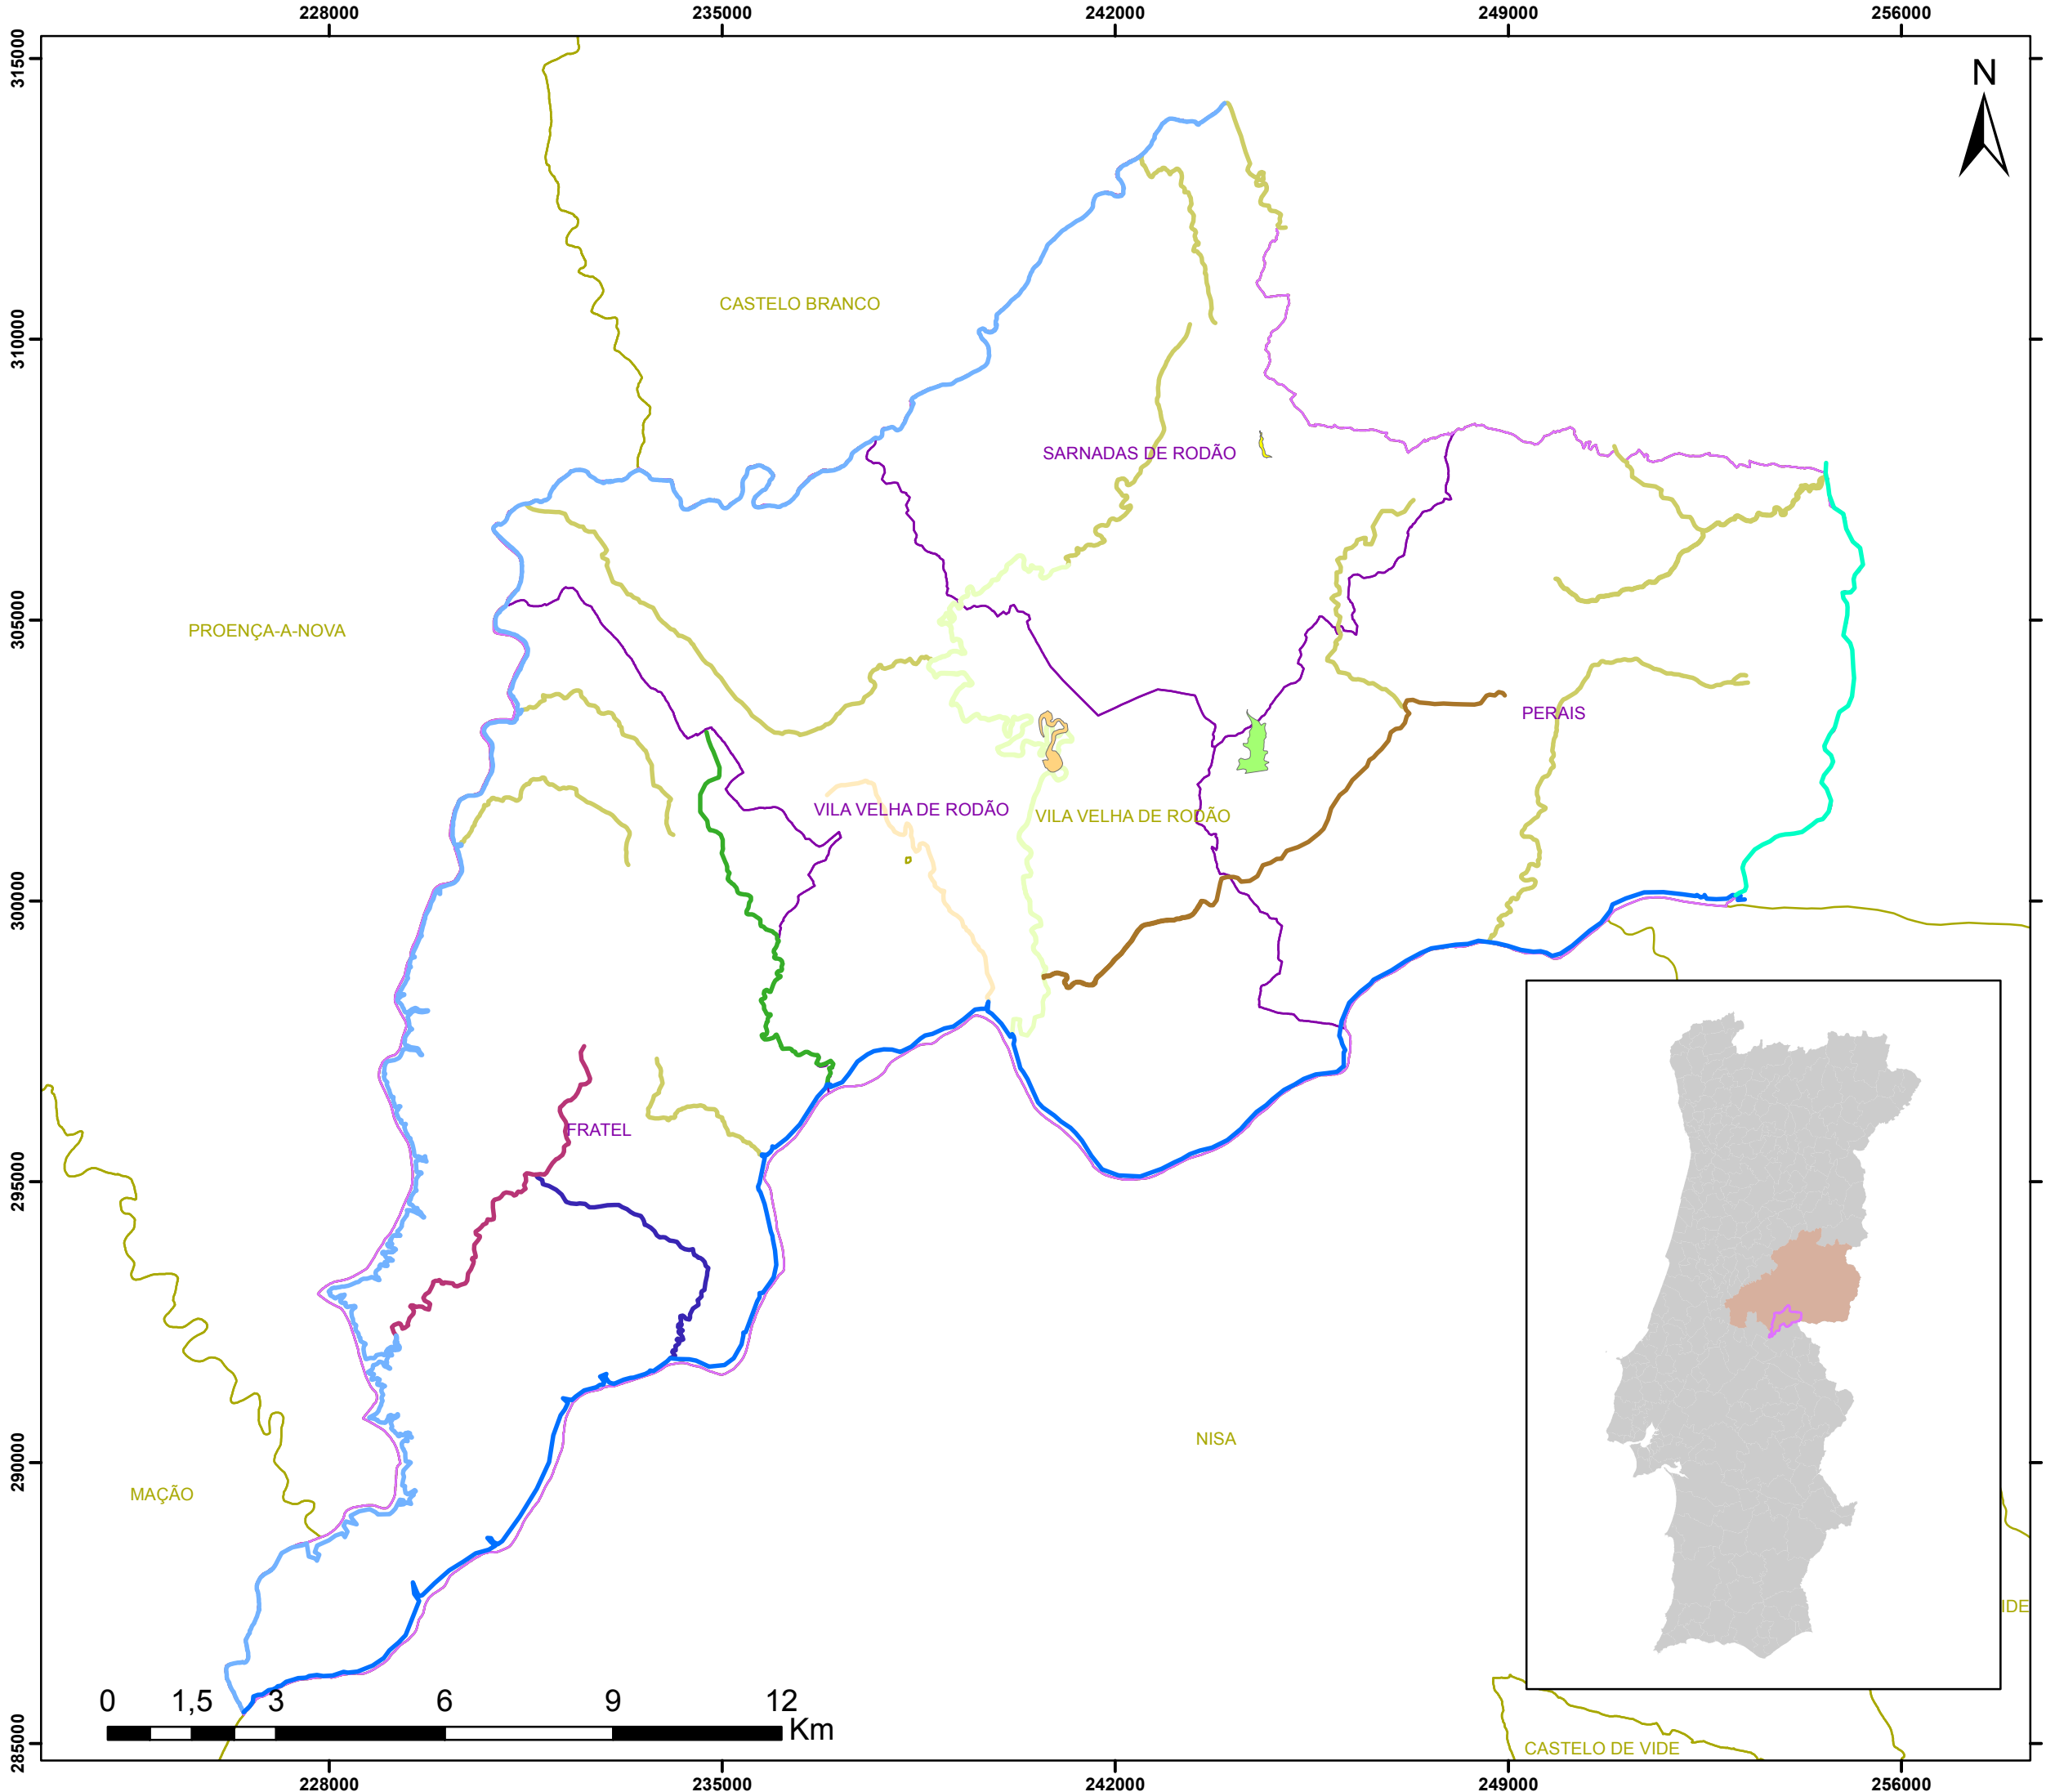 228000 235000 242000 249000 256000
315000
N
CASTELO BRANCO
310000
SARNADAS DE RODÃO
305000
PROENÇA-A-NOVA
PERAIS
VILA VELHA DE RODÃO
VILA VELHA DE RODÃO
300000
295000
FRATEL
NISA
290000
MAÇÃO
IDE
0 1,5 3 6 9 12
Km
285000
CASTELO DE VIDE
228000 235000 242000 249000 256000